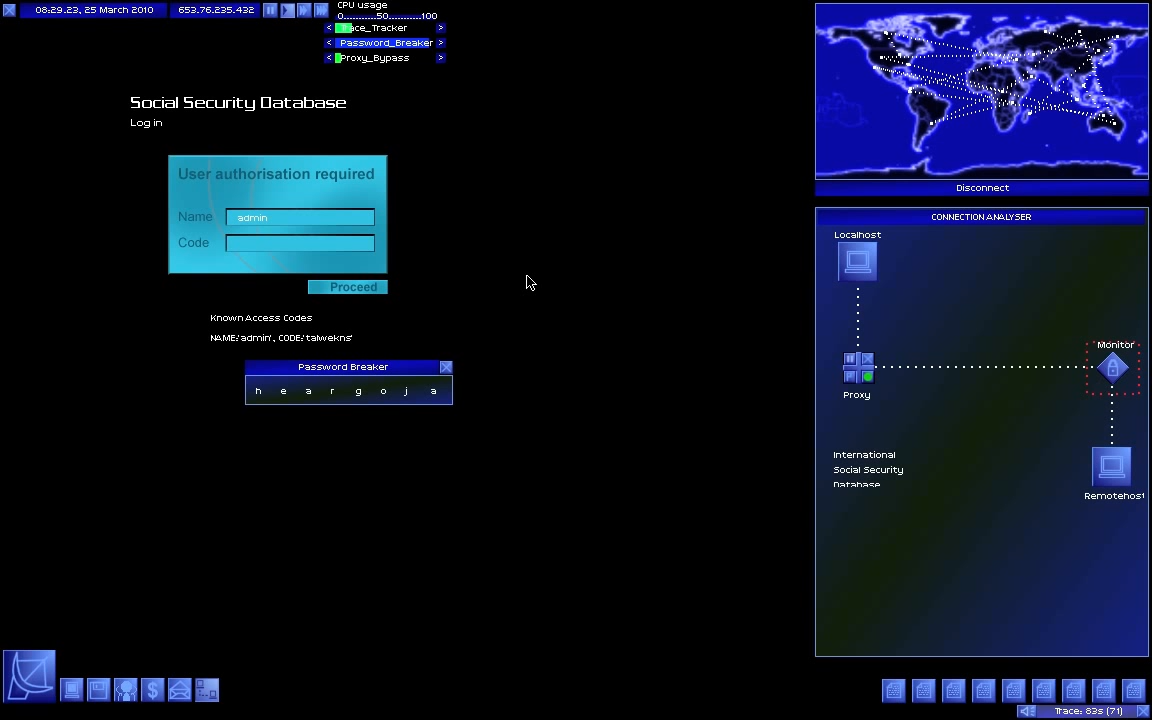 08:29.23, 25 March 2010
653.76.235.432
CPU usage
0..........50..........100
< ace_Tracker >
< Password_Breaker >
< Proxy_Bypass >
Social Security Database
Log in
User authorisation required
Name admin
Code
Proceed
Known Access Codes
NAME:'admin', CODE:'talwekns'
Password Breaker
h e a r g o j a
Disconnect
CONNECTION ANALYSER
Localhost
Monitor
Proxy
International
Social Security
Database
Remotehost
Trace: 83s (71)